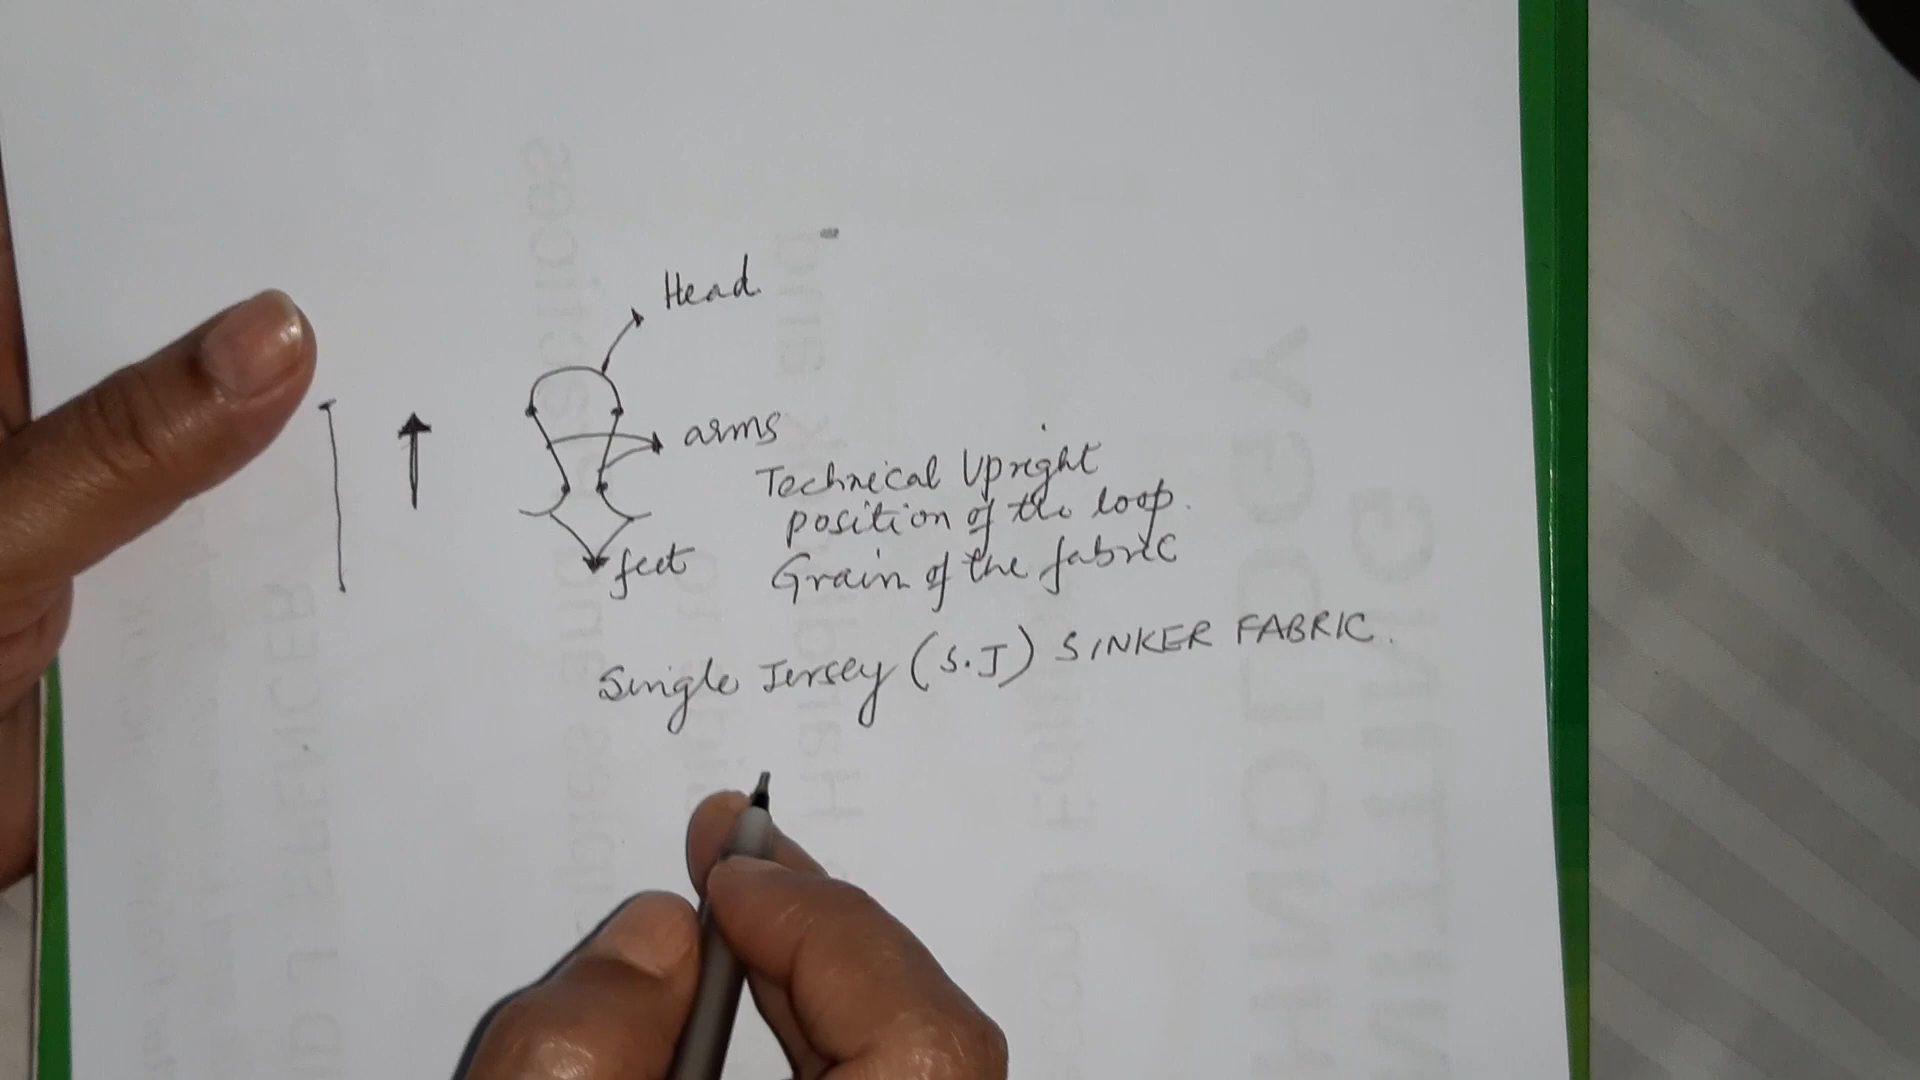 Head
arms
Technical Upright
position of the loop.
feet
Grain of the fabric
Single Jersey (S.J) SINKER FABRIC.